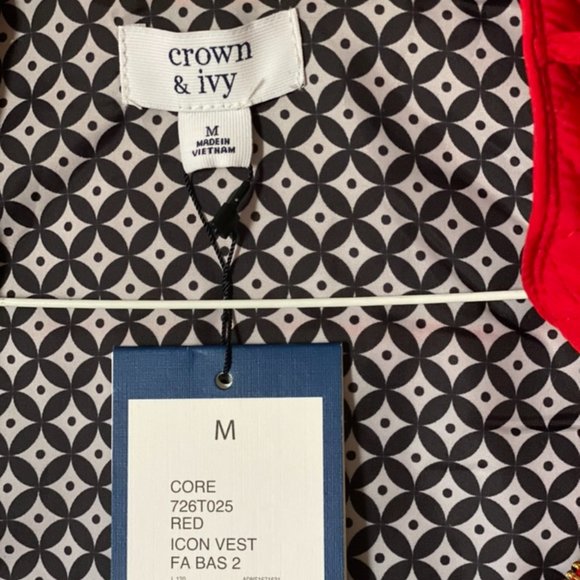 crown
& ivy
M
MADE IN
VIETNAM
M
CORE
726T025
RED
ICON VEST
FA BAS 2